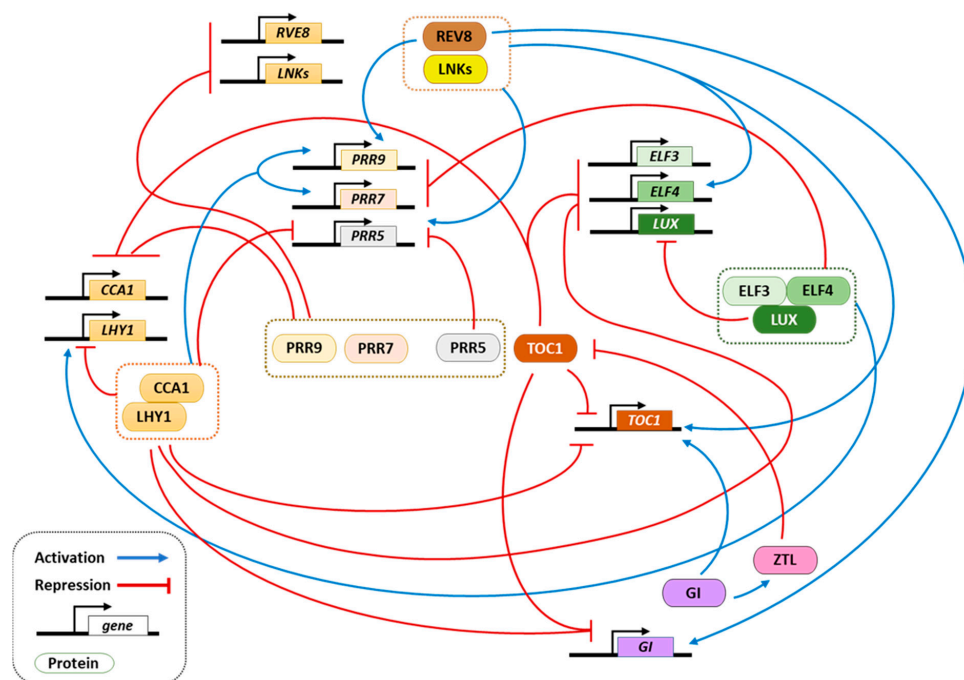 RVE8
LNKs
REV8
LNKs
PRR9
PRR7
PRR5
ELF3
ELF4
LUX
CCA1
LHY1
ELF3
ELF4
LUX
PRR9
PRR7
PRR5
TOC1
CCA1
LHY1
TOC1
Activation
Repression
gene
Protein
ZTL
GI
GI